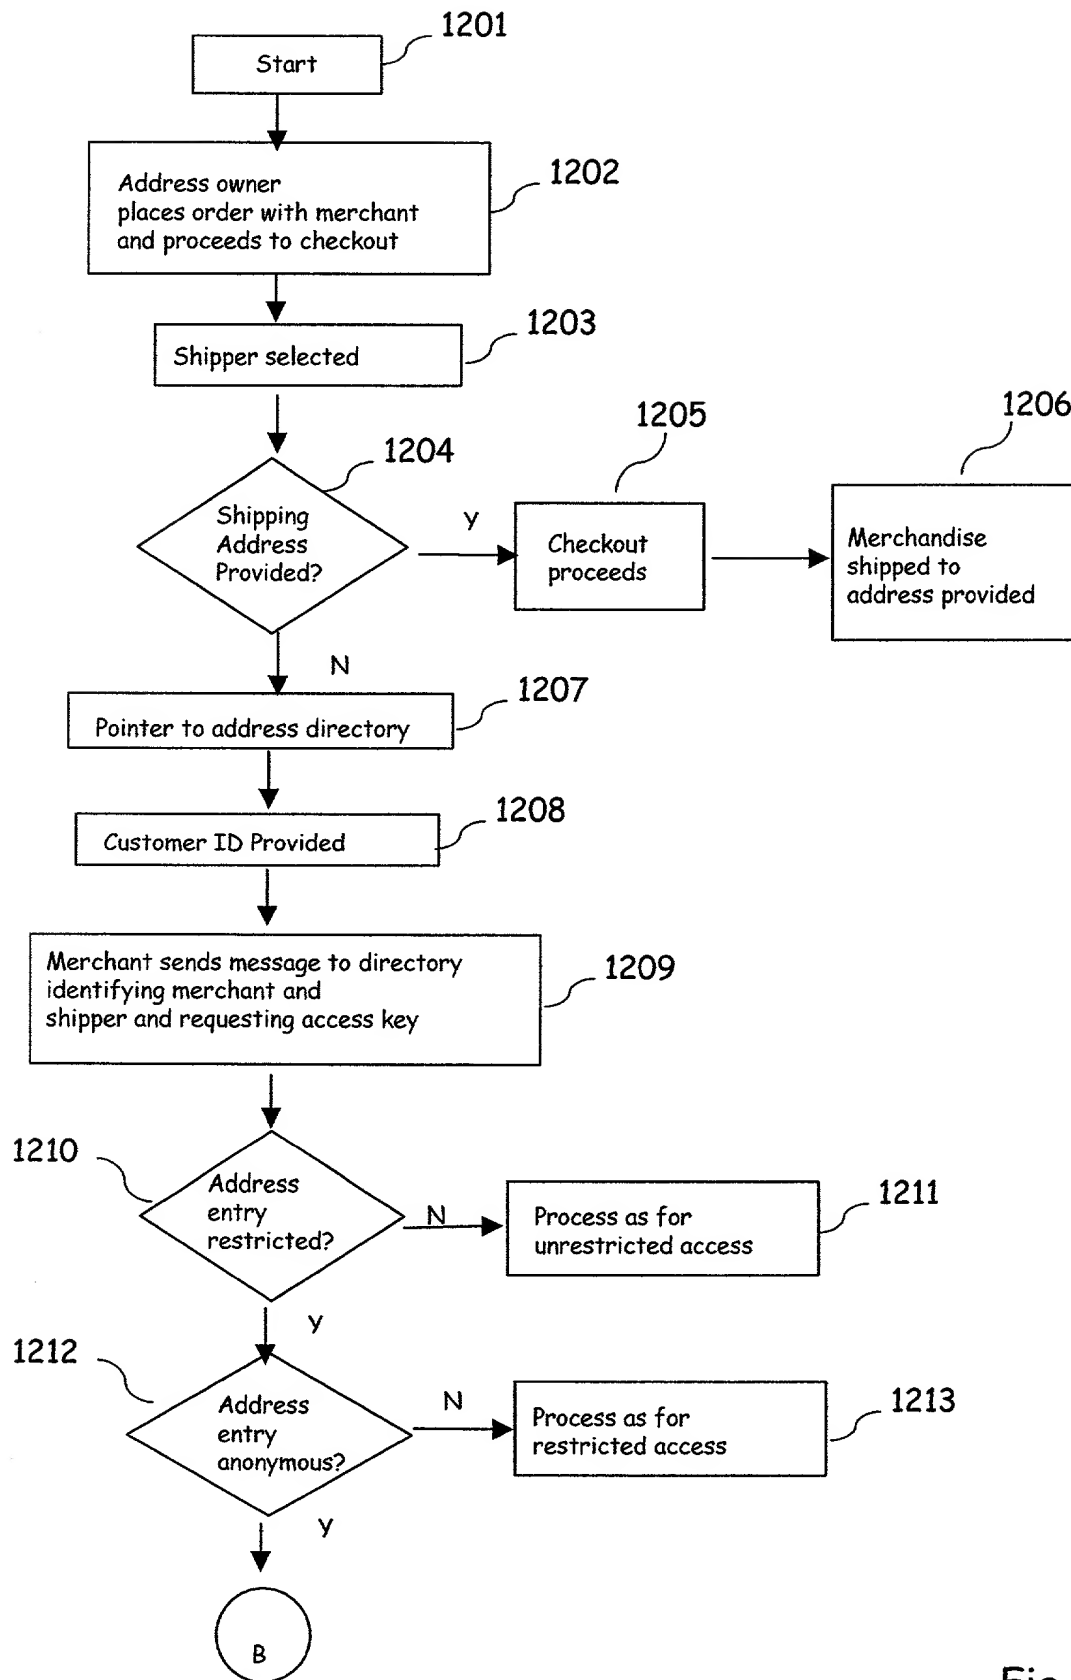 1201
Start
1202
Address owner
places order with merchant
and proceeds to checkout
1203
Shipper selected
1204
Shipping
Address
Provided?
Y
1205
Checkout
proceeds
1206
Merchandise
shipped to
address provided
N
1207
Pointer to address directory
1208
Customer ID Provided
1209
Merchant sends message to directory
identifying merchant and
shipper and requesting access key
1210
Address
entry
restricted?
N
1211
Process as for
unrestricted access
Y
1212
Address
entry
anonymous?
N
1213
Process as for
restricted access
Y
B